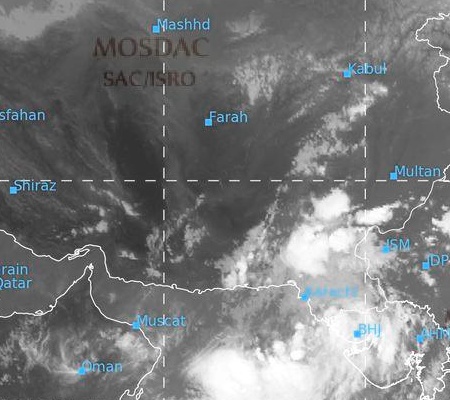 Mashhd
MOSDAC
SAC/ISRO
Kabul
sfahan
Farah
Multan
Shiraz
JSM
rain
JDP
Qatar
Karachi
Muscat
BHJ
AHM
Oman